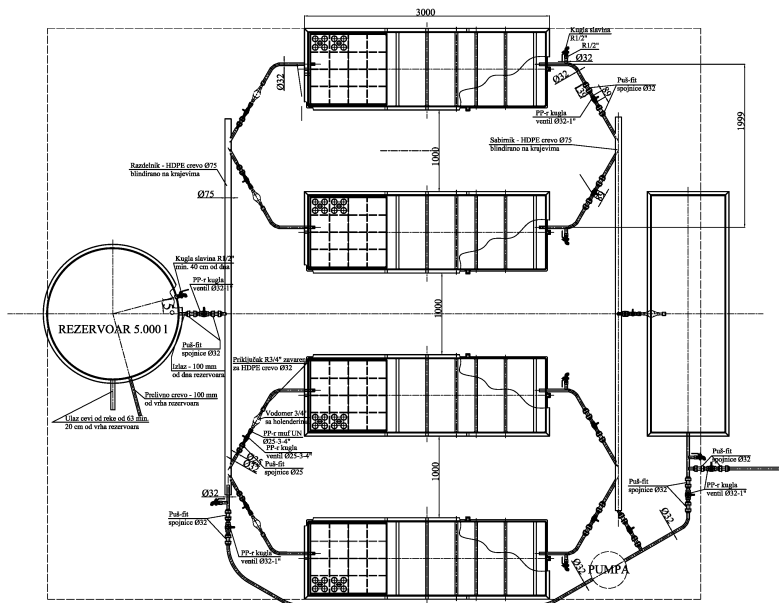 3000
Kugla slavina
R1/2"
R1/2"
Ø32
Ø32
Ø32
39
89
Puš-fit
spojnice Ø32
PP-r kugla
ventil Ø32-1"
1999
1000
Sabirnik - HDPE crevo Ø75
blindirano na krajevima
Razdelnik - HDPE crevo Ø75
blindirano na krajevima
Ø75
89
Kugla slavina R1/2"
min. 40 cm od dna
PP-r kugla
ventil Ø32-1"
15°
REZERVOAR 5.000 l
1000
Puš-fit
spojnice Ø32
Izlaz - 100 mm
od dna rezervoara
Priključak R3/4" zavaren
za HDPE crevo Ø32
Prelivno crevo - 100 mm
od vrha rezervoara
Ulaz cevi od reke od 63 min.
20 cm od vrha rezervoara
Vodomer 3/4"
sa holenderima
PP-r muf UN
Ø25-3-4"
PP-r kugla
ventil Ø25-3-4"
Ø25
Puš-fit
spojnice Ø25
1000
Puš-fit
spojnice Ø32
Puš-fit
spojnice Ø32
PP-r kugla
ventil Ø32-1"
Ø32
Puš-fit
spojnice Ø32
Ø32
PP-r kugla
ventil Ø32-1"
Ø32
PUMPA